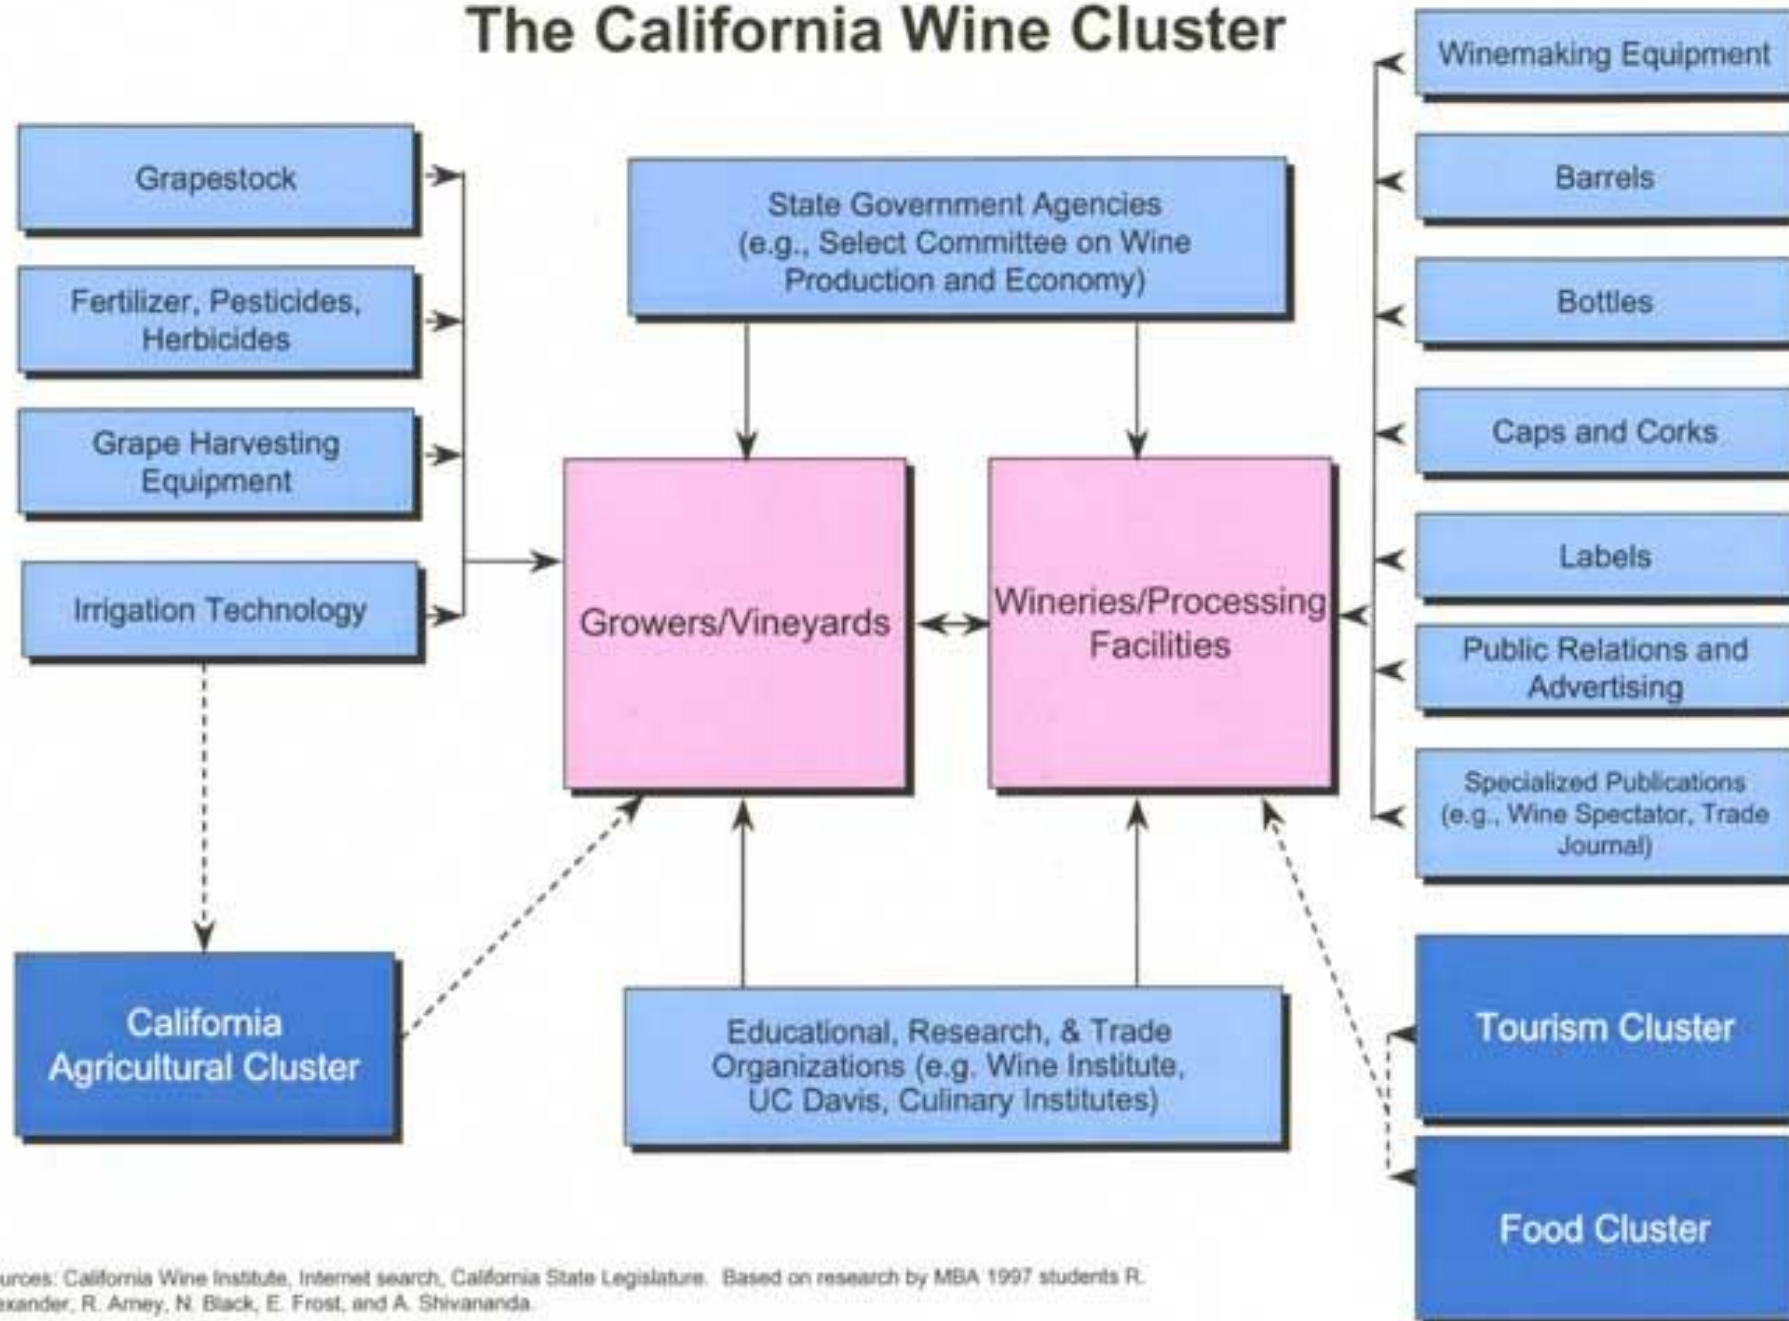 The California Wine Cluster
Grapestock
Fertilizer, Pesticides,
Herbicides
Grape Harvesting
Equipment
Irrigation Technology
California
Agricultural Cluster
State Government Agencies
(e.g., Select Committee on Wine
Production and Economy)
Growers/Vineyards
Wineries/Processing
Facilities
Educational, Research, & Trade
Organizations (e.g. Wine Institute,
UC Davis, Culinary Institutes)
Winemaking Equipment
Barrels
Bottles
Caps and Corks
Labels
Public Relations and
Advertising
Specialized Publications
(e.g., Wine Spectator, Trade
Journal)
Tourism Cluster
Food Cluster
urces: California Wine Institute, Internet search, California State Legislature. Based on research by MBA 1997 students R.
exander, R. Arney, N. Black, E. Frost, and A. Shivananda.